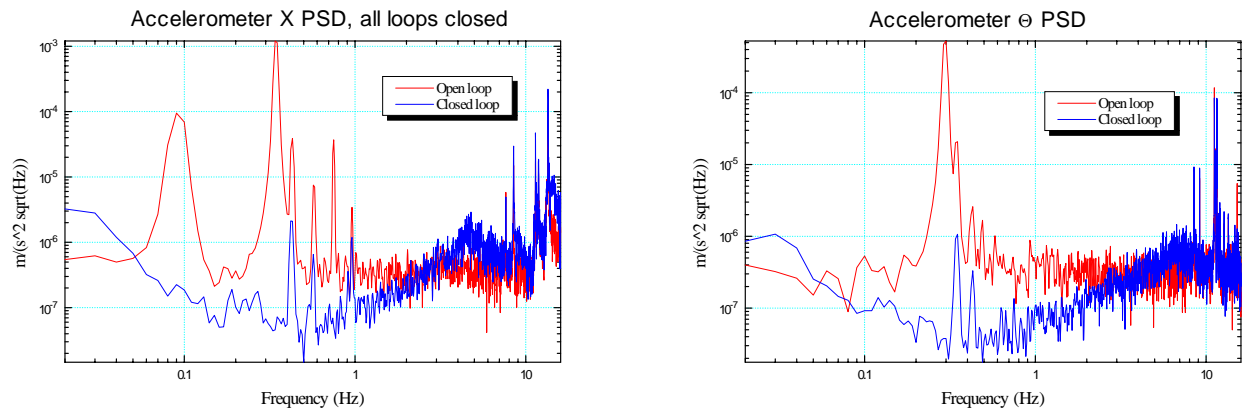 Accelerometer X PSD, all loops closed
10^-3
10^-4
10^-5
10^-6
10^-7
m/(s^2 sqrt(Hz))
Open loop
Closed loop
0.1
1
10
Frequency (Hz)
Accelerometer Θ PSD
10^-4
10^-5
10^-6
10^-7
m/(s^2 sqrt(Hz))
Open loop
Closed loop
0.1
1
10
Frequency (Hz)